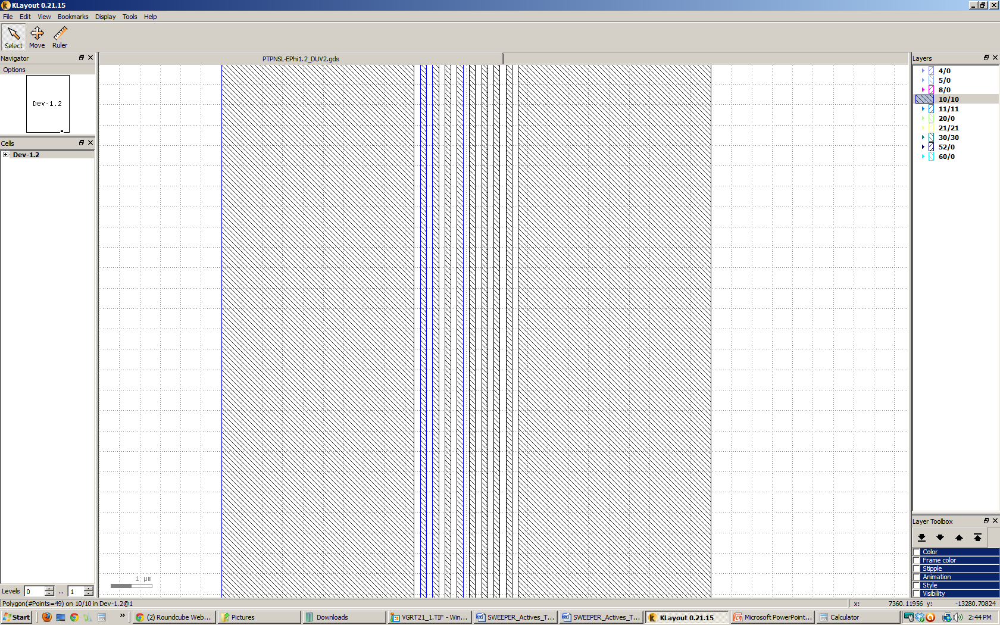 KLayout 0.21.15
File Edit View Bookmarks Display Tools Help
Select Move Ruler
Navigator
Options
Dev-1.2
Cells
Dev-1.2
Levels 0 .. 1
PTPNSL-EPhi1.2_DUV2.gds
1 µm
Layers
4/0
5/0
8/0
10/10
11/11
20/0
21/21
30/30
52/0
60/0
Layer Toolbox
Color
Frame color
Stipple
Animation
Style
Visibility
Polygon(#Points=49) on 10/10 in Dev-1.2@1
x: 7360.11956 y: -13280.70824
Start » (2) Roundcube Web... Pictures Downloads VGRT21_1.TIF - Win... SWEEPER_Actives_T... SWEEPER_Actives_T... KLayout 0.21.15 Microsoft PowerPoint... Calculator 2:44 PM